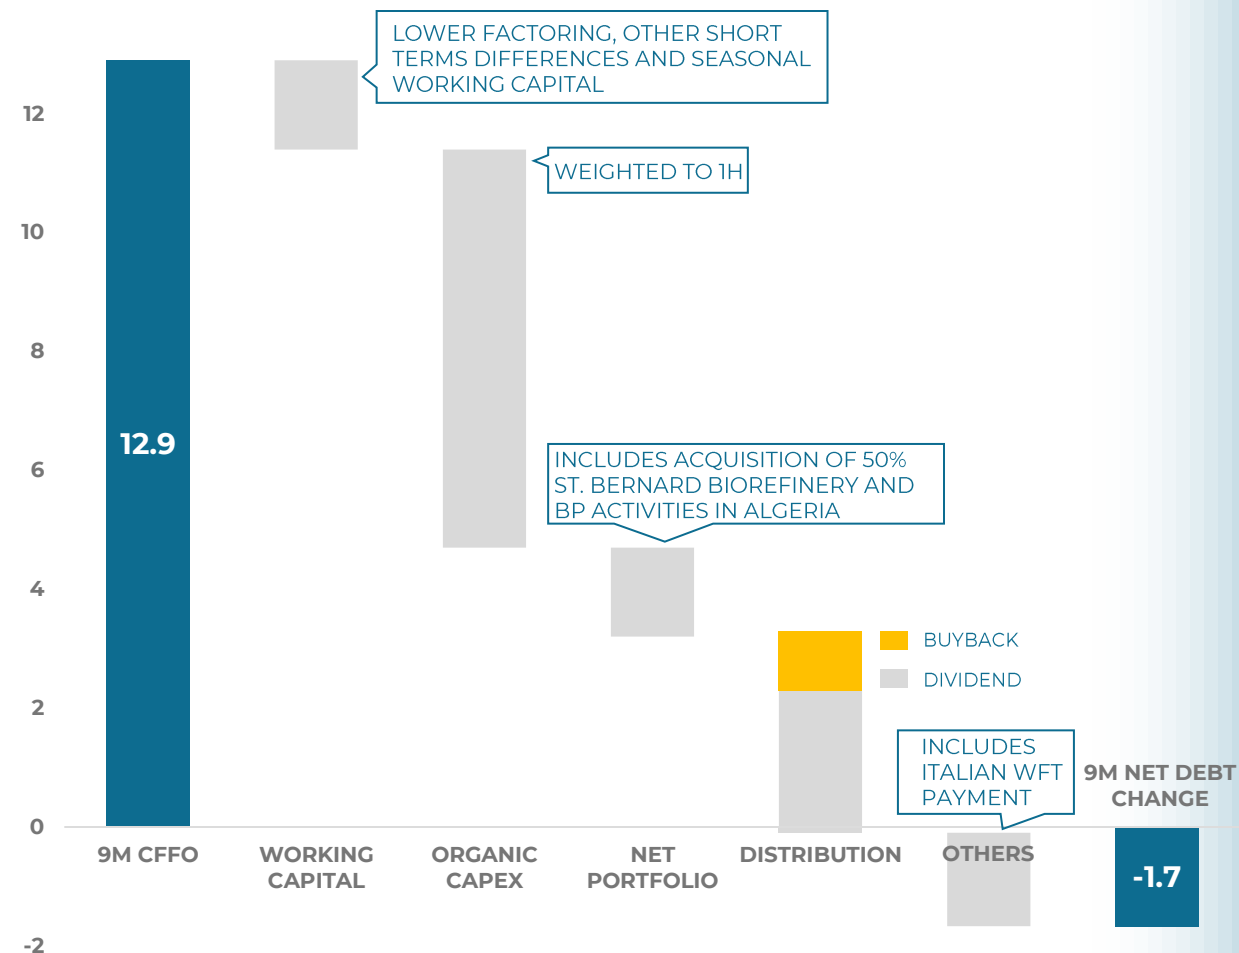 LOWER FACTORING, OTHER SHORT
TERMS DIFFERENCES AND SEASONAL
WORKING CAPITAL
12
WEIGHTED TO 1H
10
8
12.9
6
INCLUDES ACQUISITION OF 50%
ST. BERNARD BIOREFINERY AND
BP ACTIVITIES IN ALGERIA
4
BUYBACK
DIVIDEND
2
INCLUDES
ITALIAN WFT
PAYMENT
9M NET DEBT
CHANGE
0
9M CFFO
WORKING
CAPITAL
ORGANIC
CAPEX
NET
PORTFOLIO
DISTRIBUTION
OTHERS
-1.7
-2